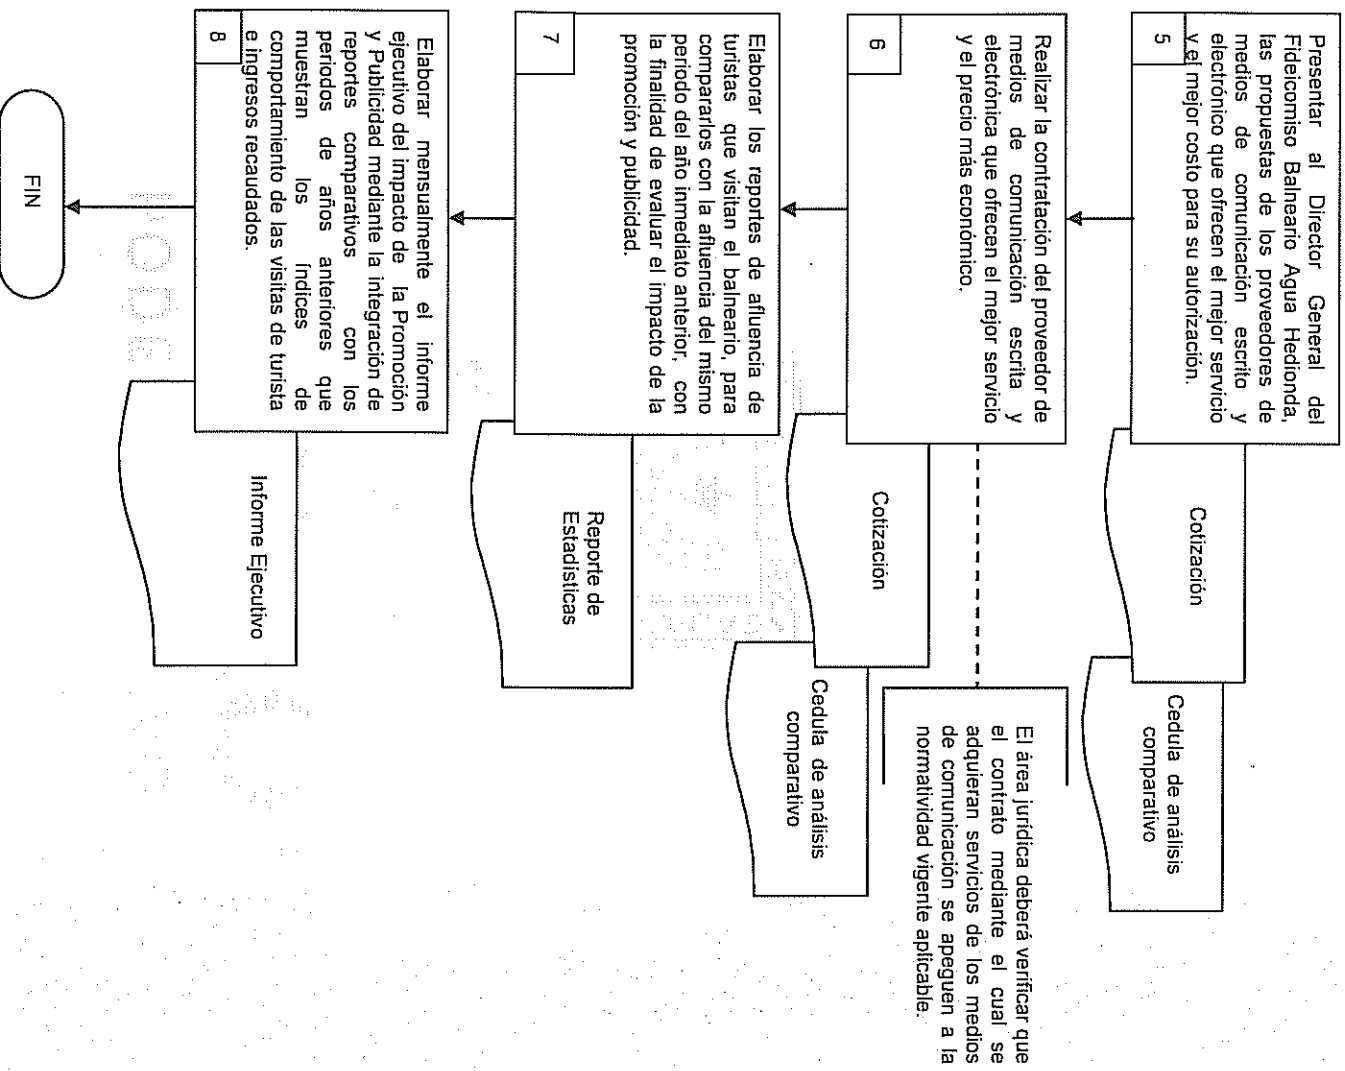 Presentar al Director General del
Fideicomiso Balneario Agua Hedionda,
las propuestas de los proveedores de
medios de comunicación escrito y
electrónico que ofrecen el mejor servicio
y el mejor costo para su autorización.
5
Cotización
Cedula de análisis
comparativo
Realizar la contratación del proveedor de
medios de comunicación escrita y
electrónica que ofrecen el mejor servicio
y el precio más económico.
6
Cotización
Cedula de análisis
comparativo
El área jurídica deberá verificar que
el contrato mediante el cual se
adquieran servicios de los medios
de comunicación se apeguen a la
normatividad vigente aplicable.
Elaborar los reportes de afluencia de
turistas que visitan el balneario, para
compararlos con la afluencia del mismo
periodo del año inmediato anterior, con
la finalidad de evaluar el impacto de la
promoción y publicidad.
7
Reporte de
Estadísticas
Elaborar mensualmente el informe
ejecutivo del impacto de la Promoción
y Publicidad mediante la integración de
reportes comparativos con los
periodos de años anteriores que
muestran los índices de
comportamiento de las visitas de turista
e ingresos recaudados.
8
Informe Ejecutivo
FIN